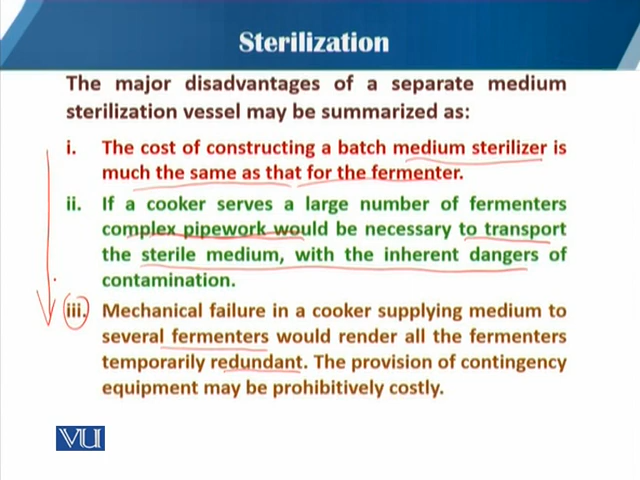 Sterilization
The major disadvantages of a separate medium
sterilization vessel may be summarized as:
i. The cost of constructing a batch medium sterilizer is
much the same as that for the fermenter.
ii. If a cooker serves a large number of fermenters
complex pipework would be necessary to transport
the sterile medium, with the inherent dangers of
contamination.
iii. Mechanical failure in a cooker supplying medium to
several fermenters would render all the fermenters
temporarily redundant. The provision of contingency
equipment may be prohibitively costly.
VU